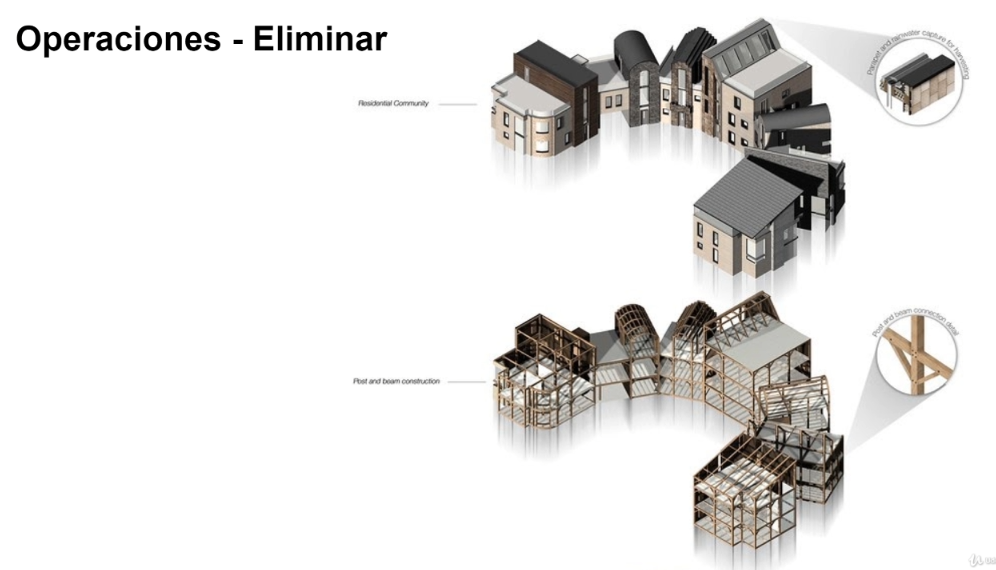 Operaciones - Eliminar
Parapet and rainwater capture for harvesting
Residential Community
Post and beam connection detail
Post and beam construction